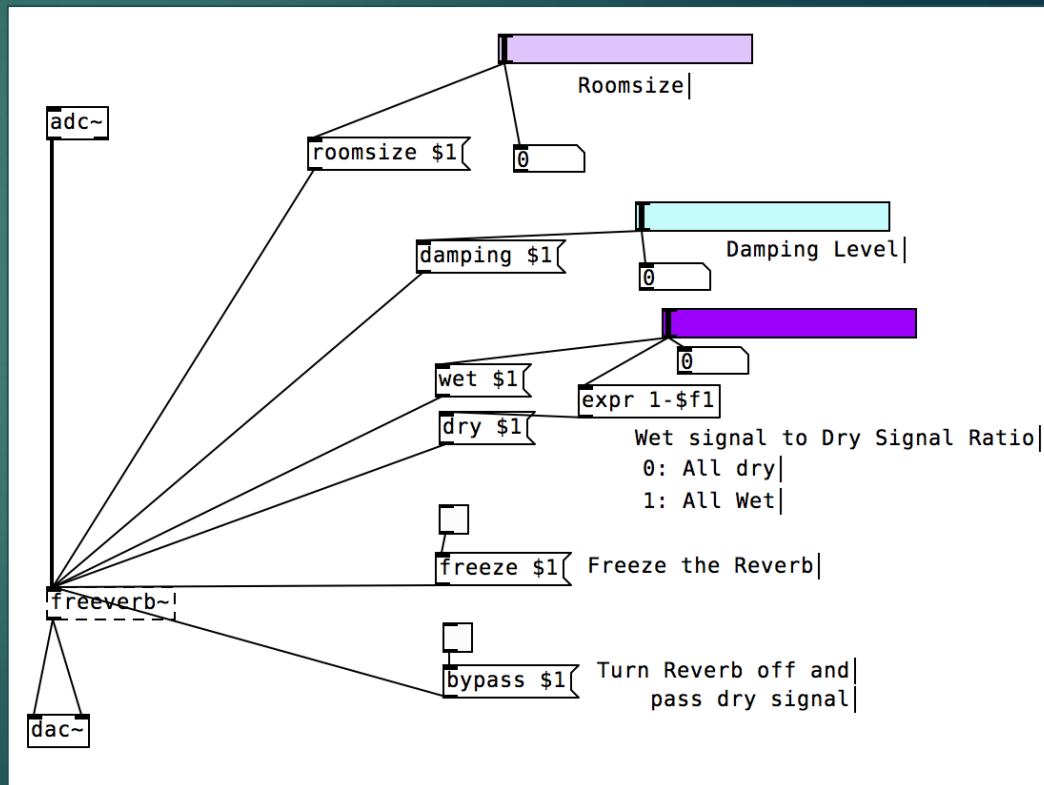 Roomsize
adc~
roomsize $1
0
damping $1
Damping Level
0
0
wet $1
expr 1-$f1
dry $1
Wet signal to Dry Signal Ratio
0: All dry
1: All Wet
freeze $1
Freeze the Reverb
freeverb~
Turn Reverb off and
bypass $1
pass dry signal
dac~